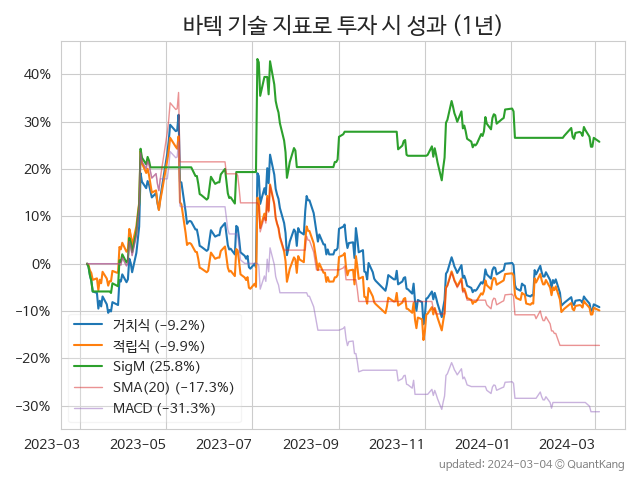 바텍 기술 지표로 투자 시 성과 (1년)
40%
30%
20%
10%
0%
−10%
−20%
−30%
거치식 (−9.2%)
적립식 (−9.9%)
SigM (25.8%)
SMA(20) (−17.3%)
MACD (−31.3%)
2023-03
2023-05
2023-07
2023-09
2023-11
2024-01
2024-03
updated: 2024-03-04 © QuantKang